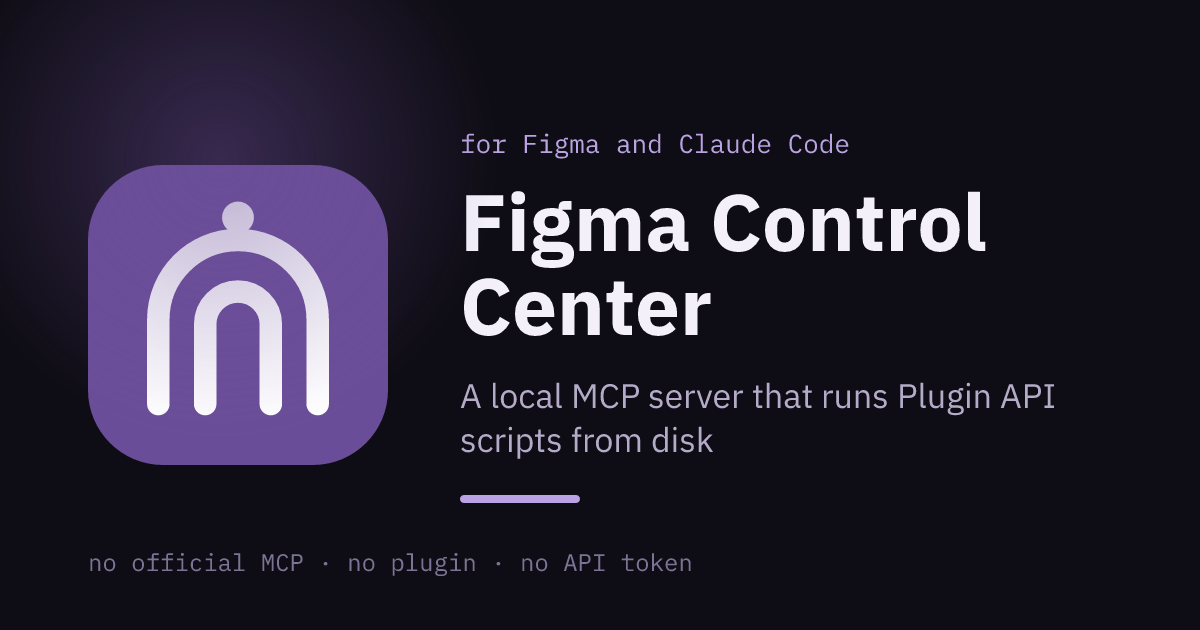 for Figma and Claude Code
Figma Control
Center
A local MCP server that runs Plugin API
scripts from disk
no official MCP · no plugin · no API token